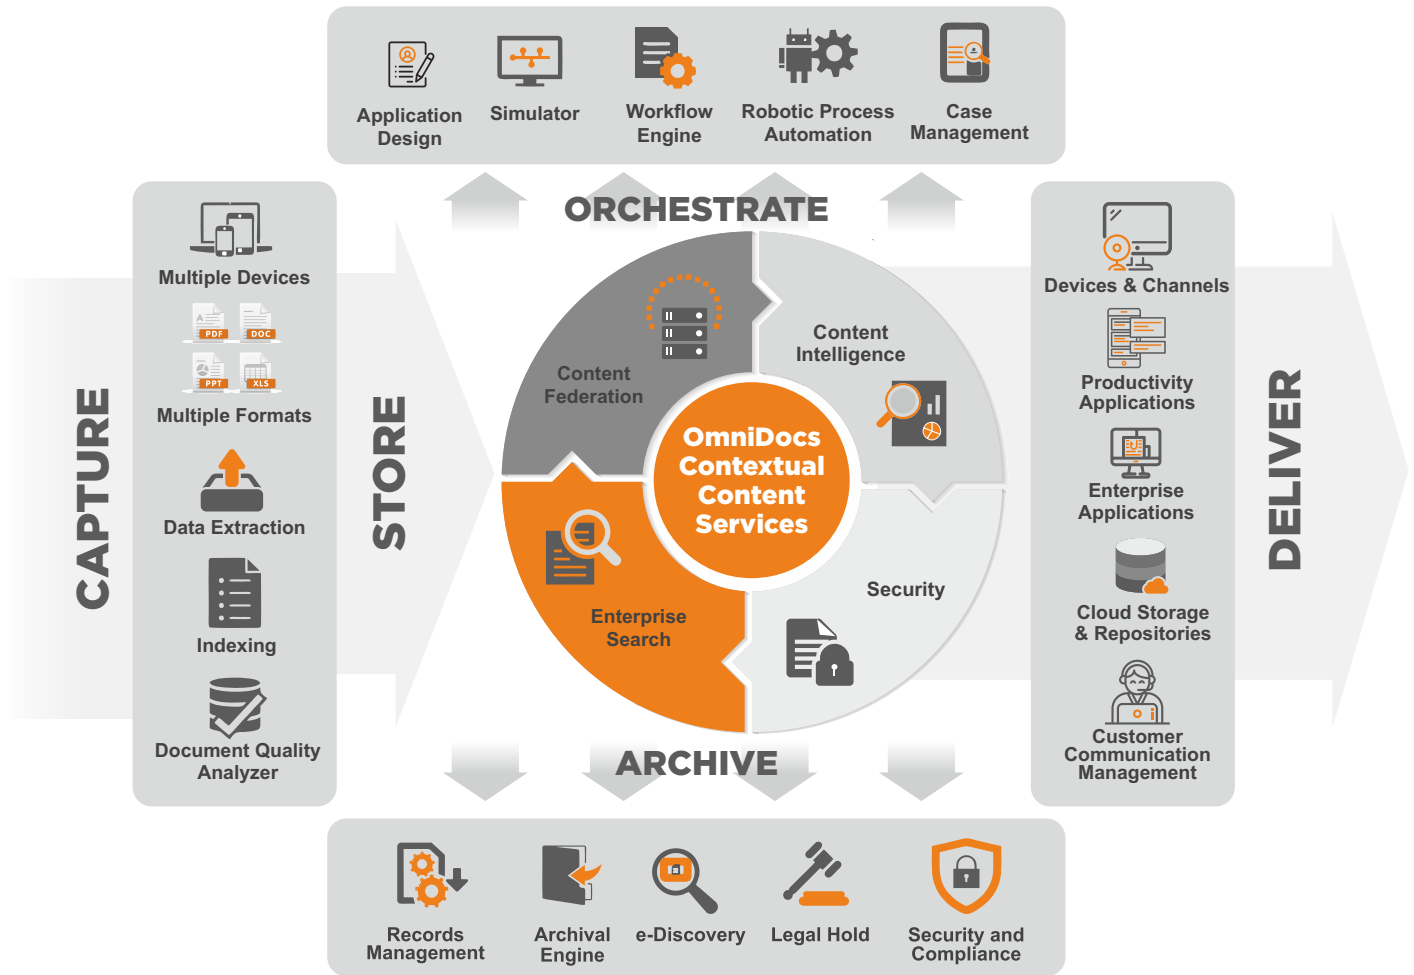 Application
Design
Simulator
Workflow
Engine
Robotic Process
Automation
Case
Management
ORCHESTRATE
CAPTURE
Multiple Devices
PDF
DOC
PPT
XLS
Multiple Formats
Data Extraction
Indexing
Document Quality
Analyzer
STORE
Content
Federation
Content
Intelligence
OmniDocs
Contextual
Content
Services
Enterprise
Search
Security
Devices & Channels
Productivity
Applications
Enterprise
Applications
Cloud Storage
& Repositories
Customer
Communication
Management
DELIVER
ARCHIVE
Records
Management
Archival
Engine
e-Discovery
Legal Hold
Security and
Compliance